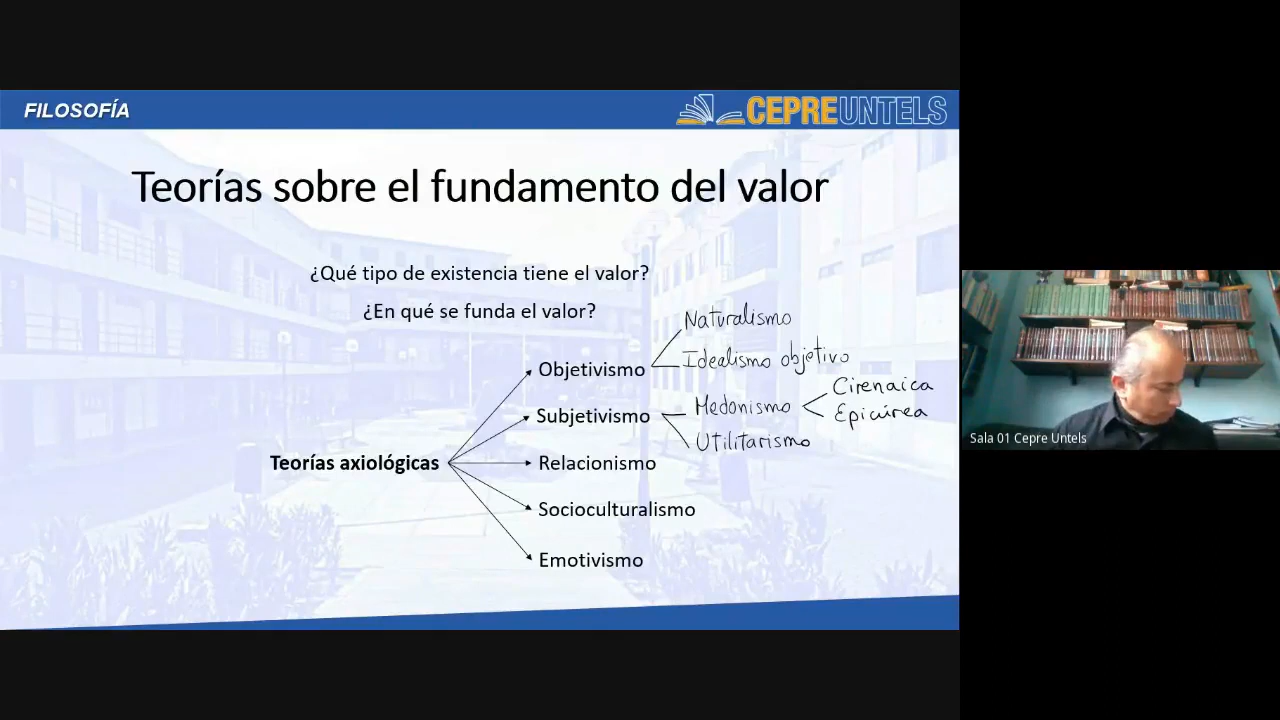 FILOSOFÍA
CEPREUNTELS
Teorías sobre el fundamento del valor
¿Qué tipo de existencia tiene el valor?
¿En qué se funda el valor?
Teorías axiológicas
Objetivismo
Naturalismo
Idealismo objetivo
Subjetivismo
Hedonismo
Cirenaica
Epicúrea
Utilitarismo
Relacionismo
Socioculturalismo
Emotivismo
Sala 01 Cepre Untels